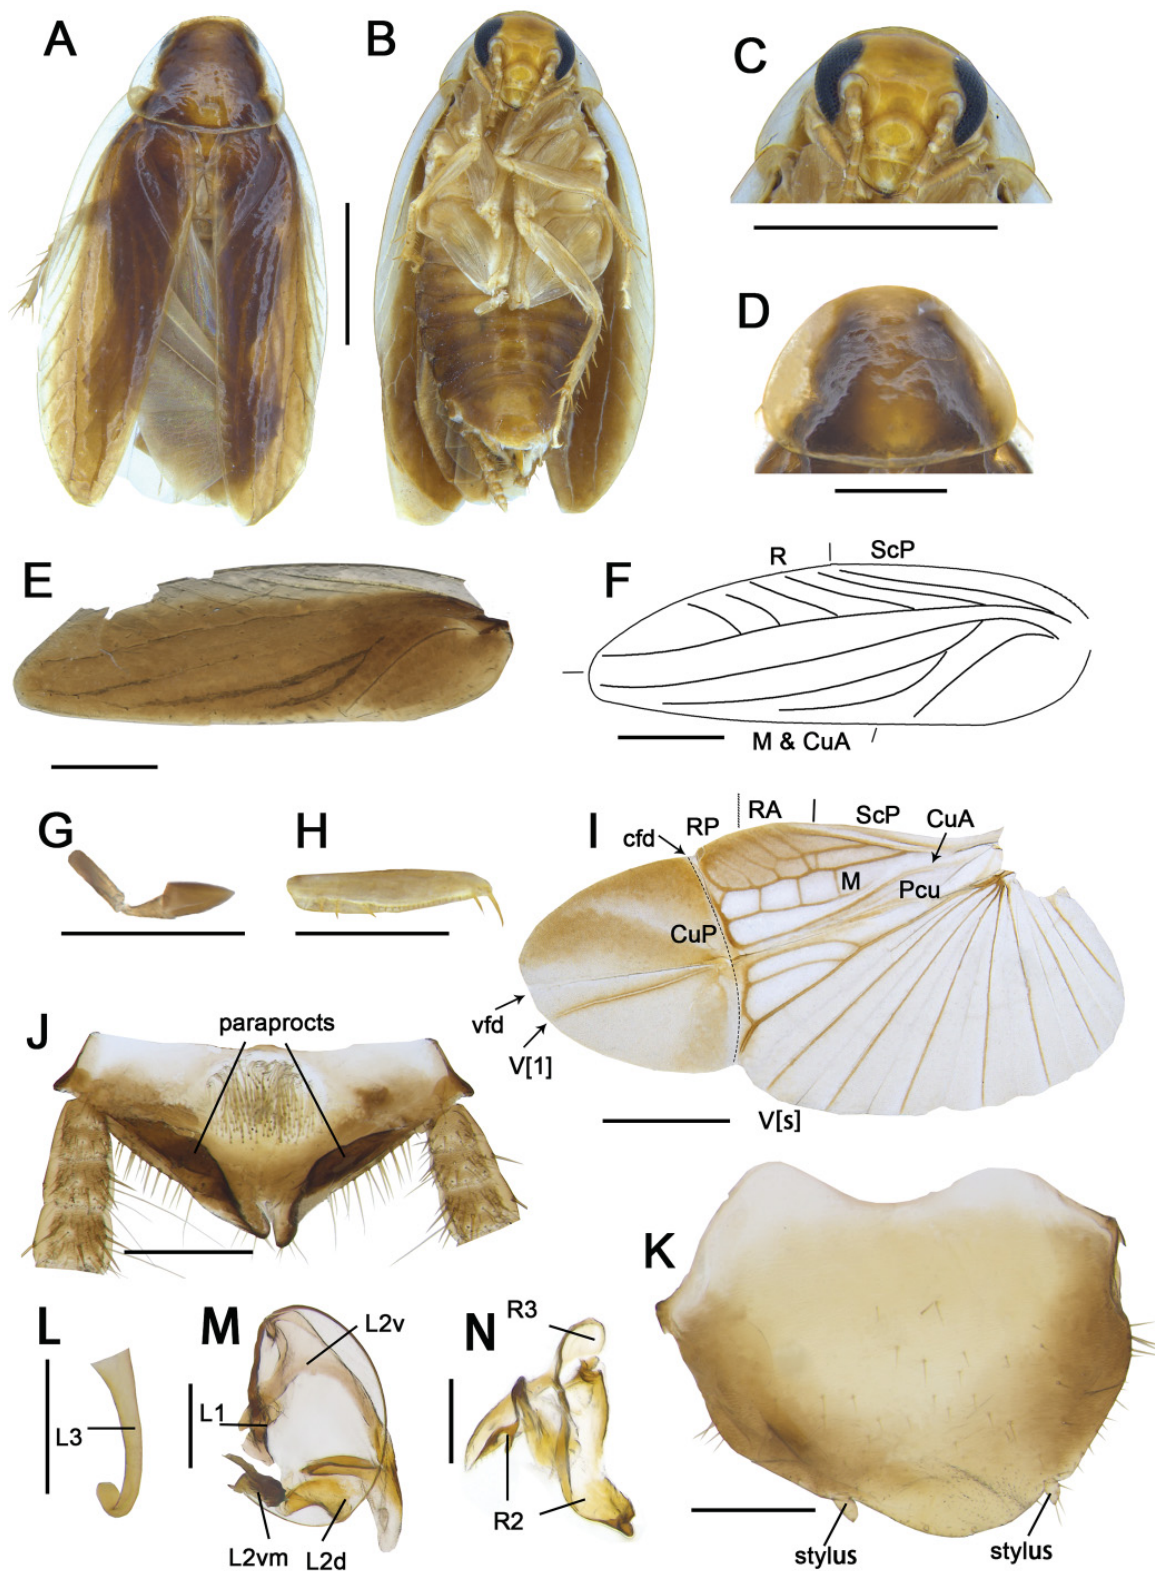 A
B
C
D
E
F
R
ScP
M & CuA
G
H
I
cfd
RP
RA
ScP
CuA
M
Pcu
CuP
vfd
V[1]
V[s]
J
paraprocts
K
stylus
stylus
L
L3
M
L2v
L1
L2vm
L2d
N
R3
R2